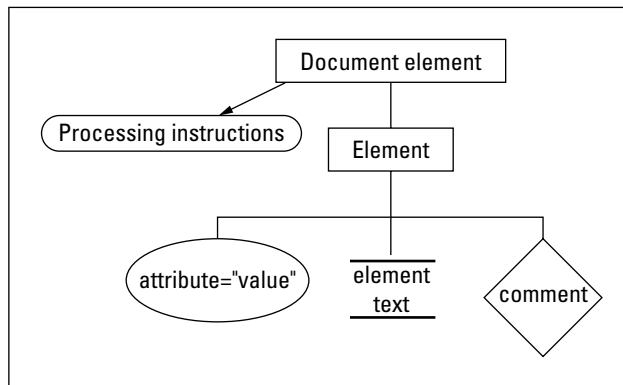 Document element
Processing instructions
Element
attribute="value"
element
text
comment